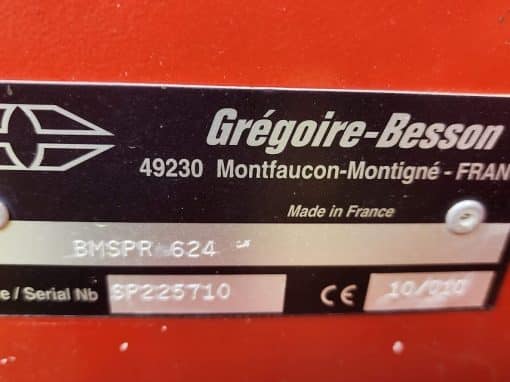 Grégoire-Besson
49230 Montfaucon-Montigné - FRAN
Made in France
BMSPR 624
e / Serial Nb SP225710 CE 10/010